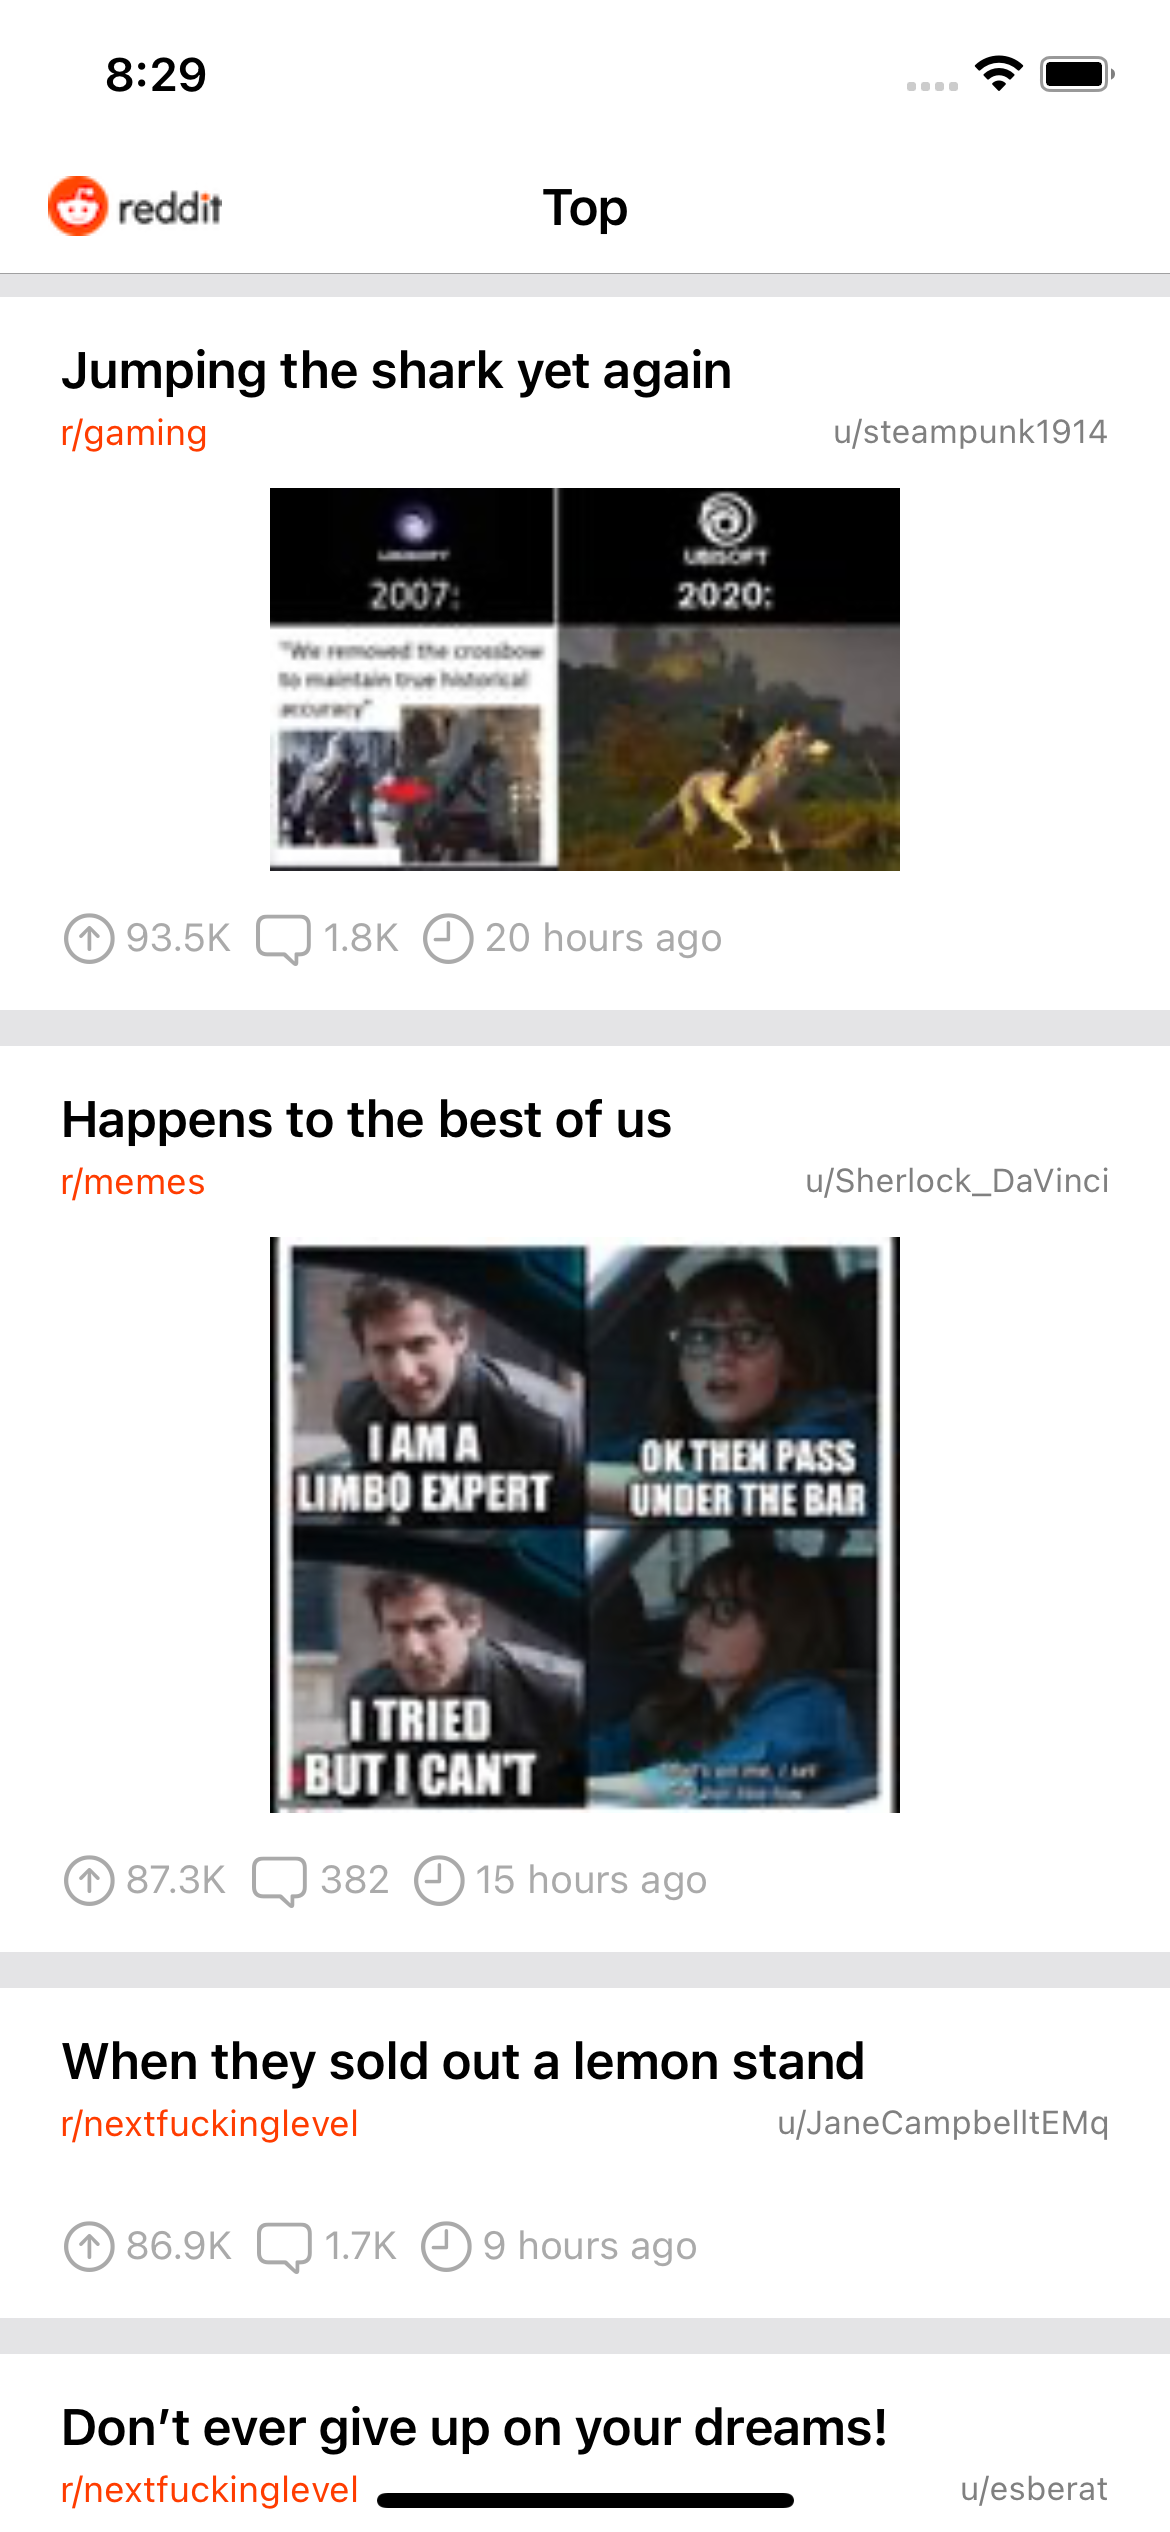 8:29
reddit
Top
Jumping the shark yet again
r/gaming
u/steampunk1914
UBISOFT
2007:
UBISOFT
2020:
"We removed the crossbow
to maintain true historical
accuracy"
93.5K
1.8K
20 hours ago
Happens to the best of us
r/memes
u/Sherlock_DaVinci
I AM A
LIMBO EXPERT
OK THEN PASS
UNDER THE BAR
I TRIED
BUT I CAN'T
87.3K
382
15 hours ago
When they sold out a lemon stand
r/nextfuckinglevel
u/JaneCampbelltEMq
86.9K
1.7K
9 hours ago
Don’t ever give up on your dreams!
r/nextfuckinglevel
u/esberat